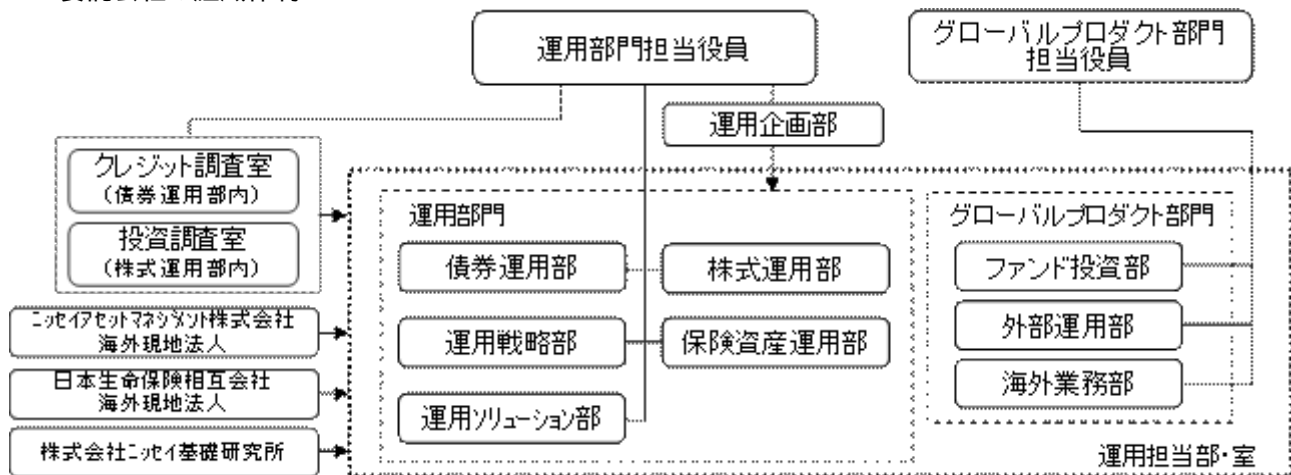 運用部門担当役員
グローバルプロダクト部門
担当役員
運用企画部
クレジット調査室
(債券運用部内)
投資調査室
(株式運用部内)
運用部門
債券運用部
株式運用部
運用戦略部
保険資産運用部
運用ソリューション部
グローバルプロダクト部門
ファンド投資部
外部運用部
海外業務部
ニッセイアセットマネジメント株式会社
海外現地法人
日本生命保険相互会社
海外現地法人
株式会社ニッセイ基礎研究所
運用担当部・室